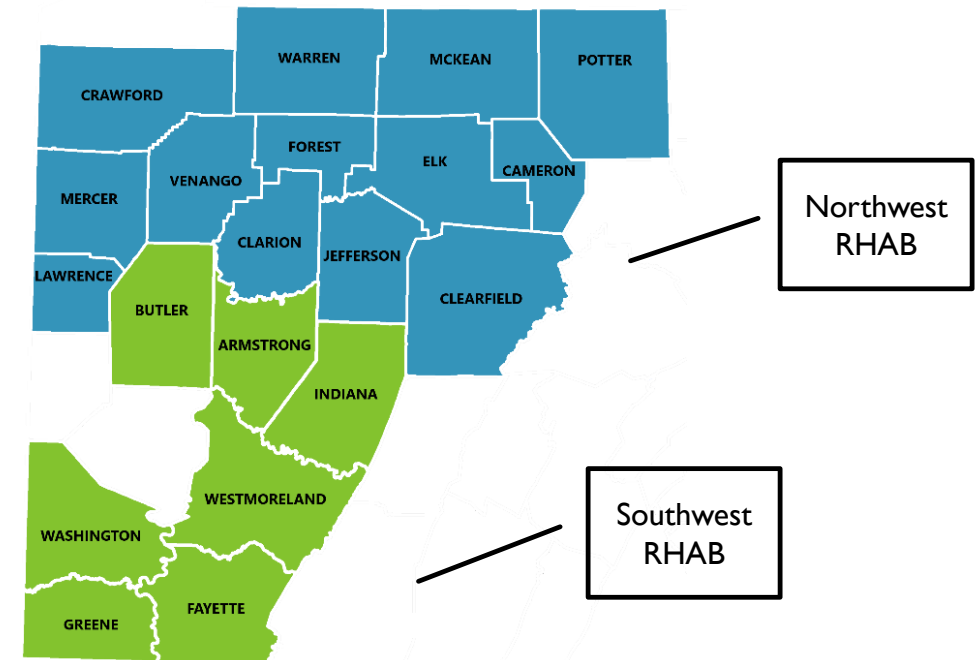 WARREN
MCKEAN
POTTER
CRAWFORD
FOREST
ELK
CAMERON
VENANGO
MERCER
CLARION
JEFFERSON
LAWRENCE
CLEARFIELD
BUTLER
ARMSTRONG
INDIANA
WESTMORELAND
WASHINGTON
FAYETTE
GREENE
Northwest
RHAB
Southwest
RHAB